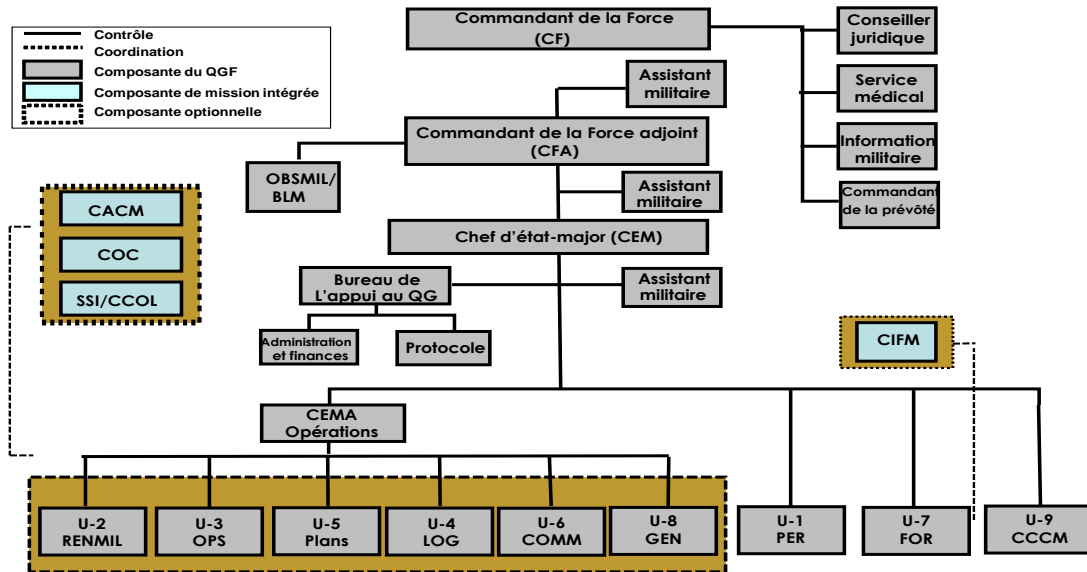 Contrôle
Coordination
Composante du QGF
Composante de mission intégrée
Composante optionnelle
Commandant de la Force
(CF)
Conseiller
juridique
Service
médical
Information
militaire
Commandant
de la prévôté
Assistant
militaire
Commandant de la Force adjoint
(CFA)
OBSMIL/
BLM
Assistant
militaire
Chef d'état-major (CEM)
Bureau de
L'appui au QG
Assistant
militaire
Administration
et finances
Protocole
CACM
COC
SSI/CCOL
CIFM
CEMA
Opérations
U-2
RENMIL
U-3
OPS
U-5
Plans
U-4
LOG
U-6
COMM
U-8
GEN
U-1
PER
U-7
FOR
U-9
CCCM